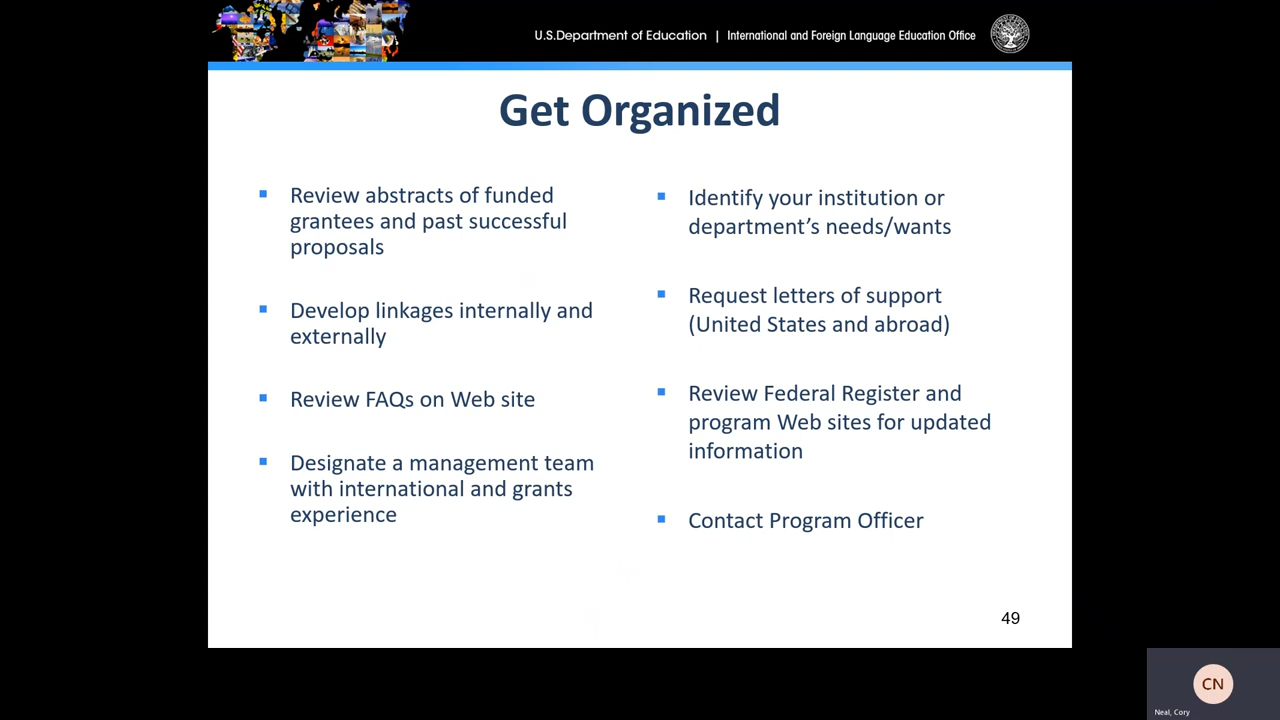 U.S.Department of Education | International and Foreign Language Education Office
Get Organized
Review abstracts of funded
grantees and past successful
proposals
Develop linkages internally and
externally
Review FAQs on Web site
Designate a management team
with international and grants
experience
Identify your institution or
department’s needs/wants
Request letters of support
(United States and abroad)
Review Federal Register and
program Web sites for updated
information
Contact Program Officer
49
CN
Neal, Cory